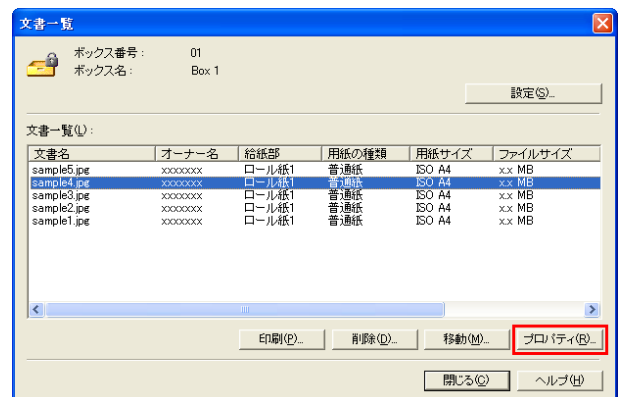 文書一覧
ボックス番号: 01
ボックス名: Box 1
設定(S)...
文書一覧(L):
文書名 オーナー名 給紙部 用紙の種類 用紙サイズ ファイルサイズ
sample5.jpg xxxxxxx ロール紙1 普通紙 ISO A4 x.x MB
sample4.jpg xxxxxxx ロール紙1 普通紙 ISO A4 x.x MB
sample3.jpg xxxxxxx ロール紙1 普通紙 ISO A4 x.x MB
sample2.jpg xxxxxxx ロール紙1 普通紙 ISO A4 x.x MB
sample1.jpg xxxxxxx ロール紙1 普通紙 ISO A4 x.x MB
印刷(P)... 削除(D)... 移動(M)... プロパティ(R)...
閉じる(C) ヘルプ(H)